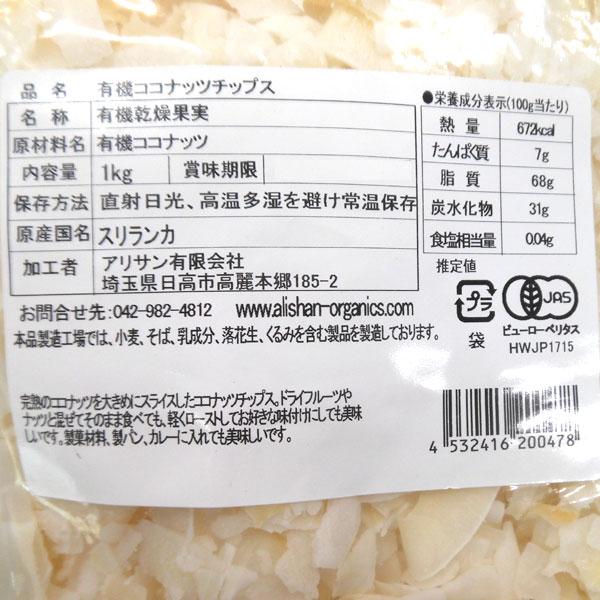 品名 有機ココナッツチップス
名称 有機乾燥果実
原材料名 有機ココナッツ
内容量 1kg 賞味期限
保存方法 直射日光、高温多湿を避け常温保存
原産国名 スリランカ
加工者 アリサン有限会社
埼玉県日高市高麗本郷185-2
お問合せ先:042-982-4812 www.alishan-organics.com
本品製造工場では、小麦、そば、乳成分、落花生、くるみを含む製品を製造しております。
●栄養成分表示(100g当たり)
熱量 672kcal
たんぱく質 7g
脂質 68g
炭水化物 31g
食塩相当量 0.04g
推定値
プラ
袋
JAS
ビューローベリタス
HWJP1715
完熟のココナッツを大きめにスライスしたココナッツチップス。ドライフルーツや
ナッツと混ぜてそのまま食べても、軽くローストしてお好きな味付けにしても美味
しいです。製菓材料、製パン、カレーに入れても美味しいです。
4 532416 200478